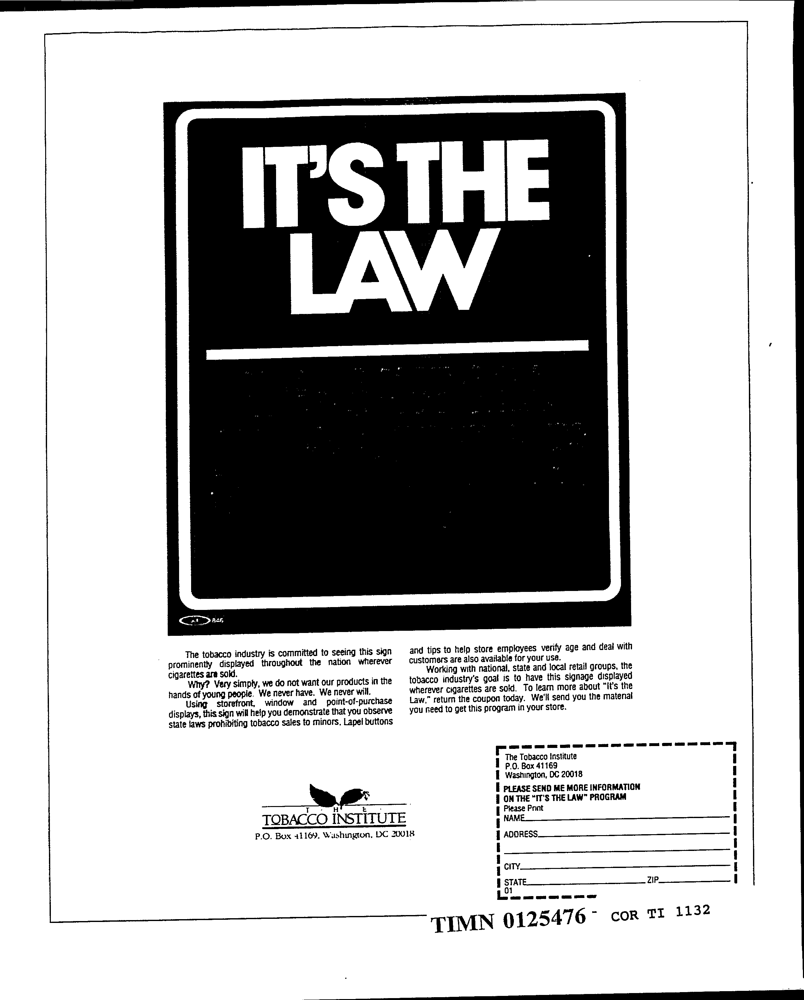 IT'S THE
LAW
The tobacco industry is committed to seeing this sign
prominently displayed throughout the nation wherever
cigarettes are sold.
Why? Very simply, we do not want our products in the
hands of young people. We never have. We never will.
Using storefront, window and point-of-purchase
displays, this sign will help you demonstrate that you observe
state laws prohibiting tobacco sales to minors. Lapel buttons
and tips to help store employees verify age and deal with
customers are also available for your use.
Working with national, state and local retail groups, the
tobacco industry's goal is to have this signage displayed
wherever cigarettes are sold. To learn more about "It's the
Law," return the coupon today. We'll send you the material
you need to get this program in your store.
The Tobacco Institute
P.O. Box 41169
Washington, DC 20018
PLEASE SEND ME MORE INFORMATION
ON THE "IT'S THE LAW" PROGRAM
Please Print
NAME
ADDRESS
CITY
STATE ZIP
01
T H E
TOBACCO INSTITUTE
P.O. Box 41169, Washington, DC 20018
TIMN 0125476 - COR TI 1132